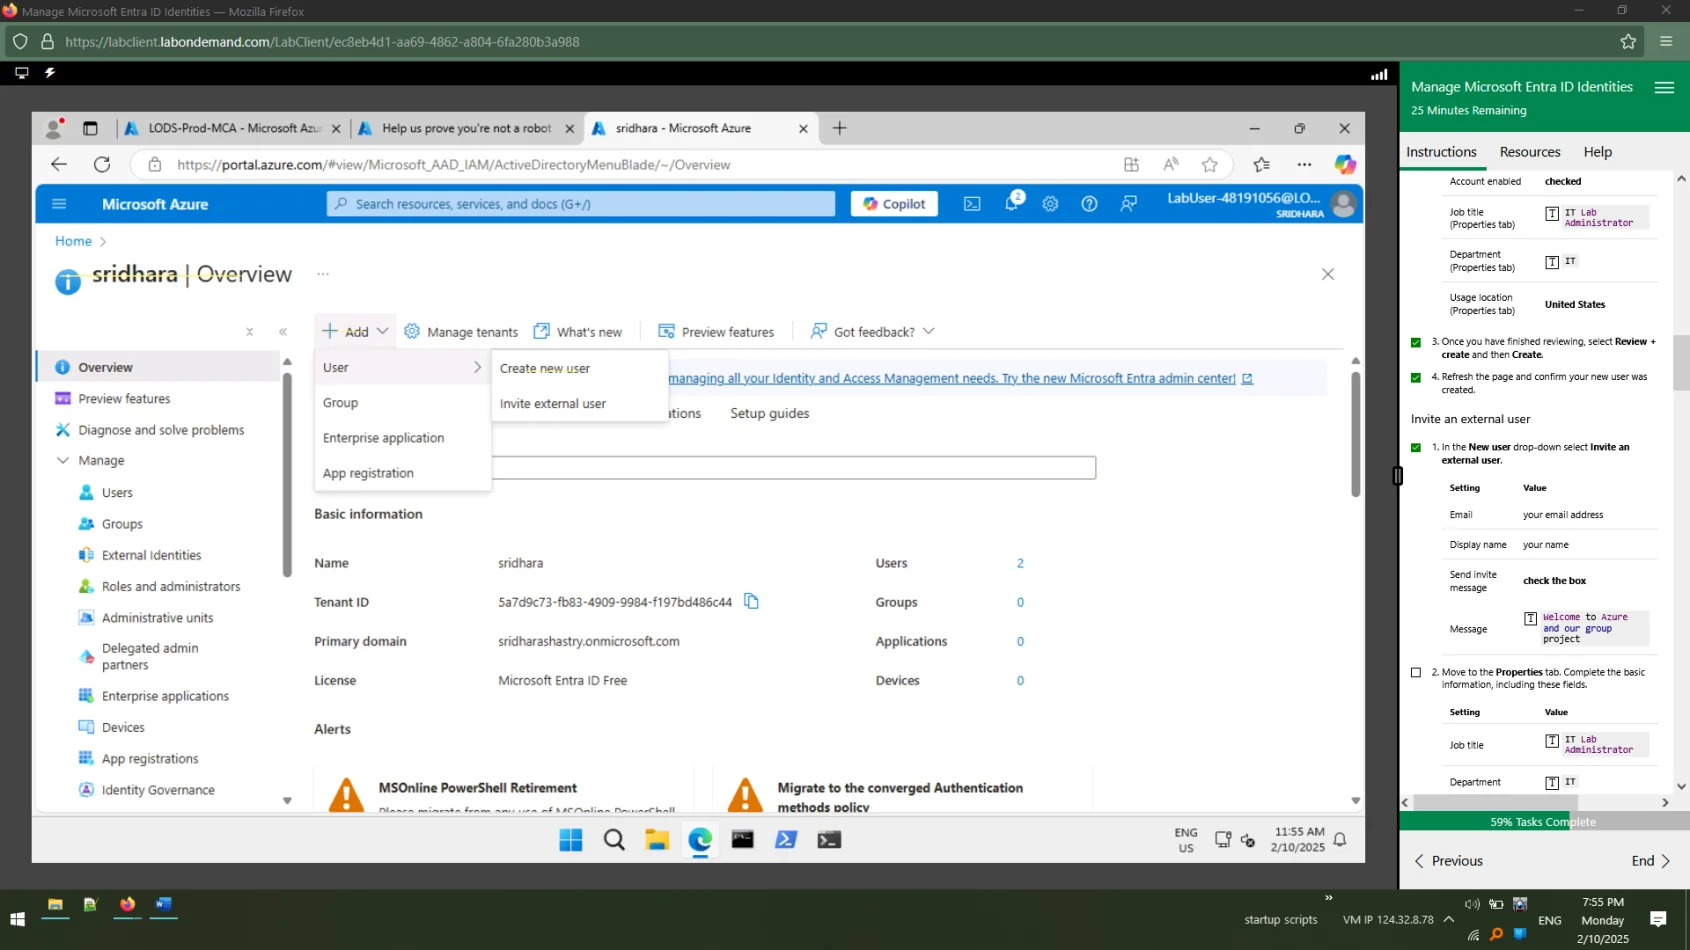 Manage Microsoft Entra ID Identities — Mozilla Firefox
https://labclient.labondemand.com/LabClient/ec8eb4d1-aa69-4862-a804-6fa280b3a988
LODS-Prod-MCA - Microsoft Azu
Help us prove you're not a robot
sridhara - Microsoft Azure
https://portal.azure.com/#view/Microsoft_AAD_IAM/ActiveDirectoryMenuBlade/~/Overview
Microsoft Azure
Search resources, services, and docs (G+/)
Copilot
2
LabUser-48191056@LO...
SRIDHARA
Home >
sridhara | Overview
...
Add
Manage tenants
What's new
Preview features
Got feedback?
Overview
Preview features
Diagnose and solve problems
Manage
Users
Groups
External Identities
Roles and administrators
Administrative units
Delegated admin
partners
Enterprise applications
Devices
App registrations
Identity Governance
User
Group
Enterprise application
App registration
Create new user
Invite external user
managing all your Identity and Access Management needs. Try the new Microsoft Entra admin center!
ations
Setup guides
Basic information
Name
sridhara
Users
2
Tenant ID
5a7d9c73-fb83-4909-9984-f197bd486c44
Groups
0
Primary domain
sridharashastry.onmicrosoft.com
Applications
0
License
Microsoft Entra ID Free
Devices
0
Alerts
MSOnline PowerShell Retirement
Please migrate from any use of MSOnline PowerShell
Migrate to the converged Authentication
methods policy
ENG
US
11:55 AM
2/10/2025
Manage Microsoft Entra ID Identities
25 Minutes Remaining
Instructions
Resources
Help
Account enabled
checked
Job title
(Properties tab)
IT Lab
Administrator
Department
(Properties tab)
IT
Usage location
(Properties tab)
United States
3. Once you have finished reviewing, select Review +
create and then Create.
4. Refresh the page and confirm your new user was
created.
Invite an external user
1. In the New user drop-down select Invite an
external user.
Setting
Value
Email
your email address
Display name
your name
Send invite
message
check the box
Message
Welcome to Azure
and our group
project
2. Move to the Properties tab. Complete the basic
information, including these fields.
Setting
Value
Job title
IT Lab
Administrator
Department
IT
59% Tasks Complete
Previous
End
startup scripts
VM IP 124.32.8.78
ENG
7:55 PM
Monday
2/10/2025